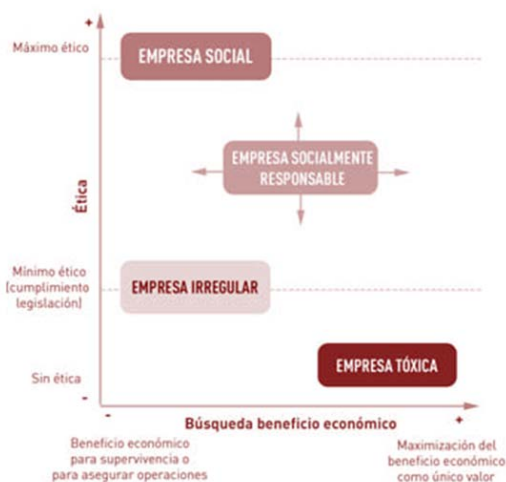 +
Máximo ético
EMPRESA SOCIAL
EMPRESA SOCIALMENTE
RESPONSABLE
Ética
Mínimo ético
(cumplimiento
legislación)
EMPRESA IRREGULAR
EMPRESA TÓXICA
Sin ética
-
-
Búsqueda beneficio económico
+
Beneficio económico
para supervivencia o
para asegurar operaciones
Maximización del
beneficio económico
como único valor